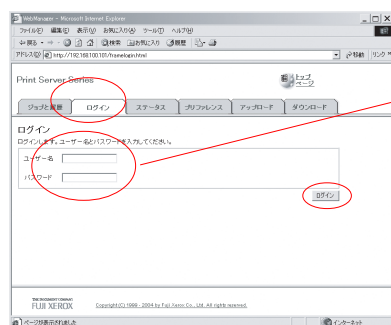 WebManager - Microsoft Internet Explorer
ファイル(F) 編集(E) 表示(V) お気に入り(A) ツール(T) ヘルプ(H)
戻る 検索 お気に入り 履歴
アドレス(D) http://192.168.100.101/framelogin.html 移動 リンク
Print Server Series
トップページ
ジョブと履歴 ログイン ステータス プリファレンス アップロード ダウンロード
ログイン
ログインします。ユーザー名とパスワードを入力してください。
ユーザー名
パスワード
ログイン
THE DOCUMENT COMPANY
FUJI XEROX
Copyright(C) 1999 - 2004 by Fuji Xerox Co., Ltd. All rights reserved.
ページが表示されました
インターネット